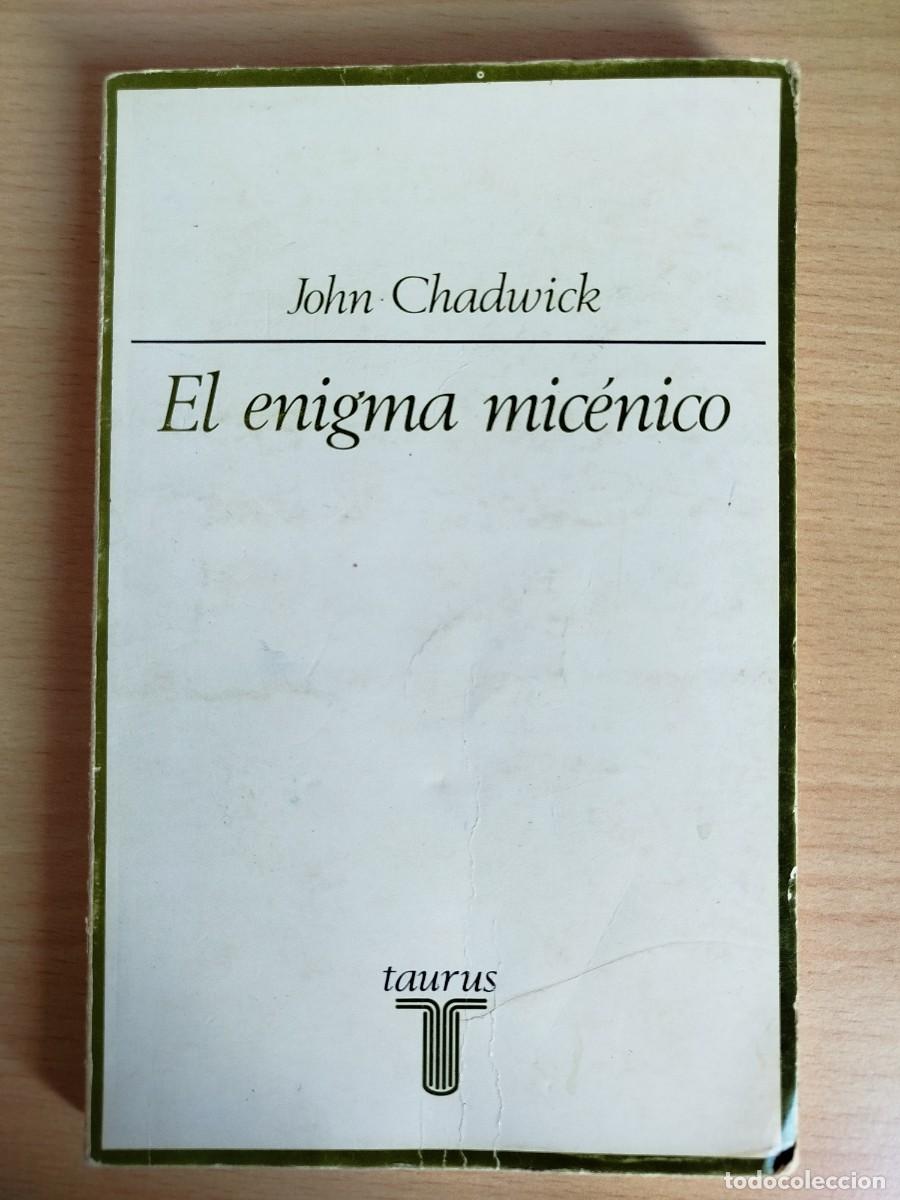 John Chadwick
El enigma micénico
taurus
todocoleccion